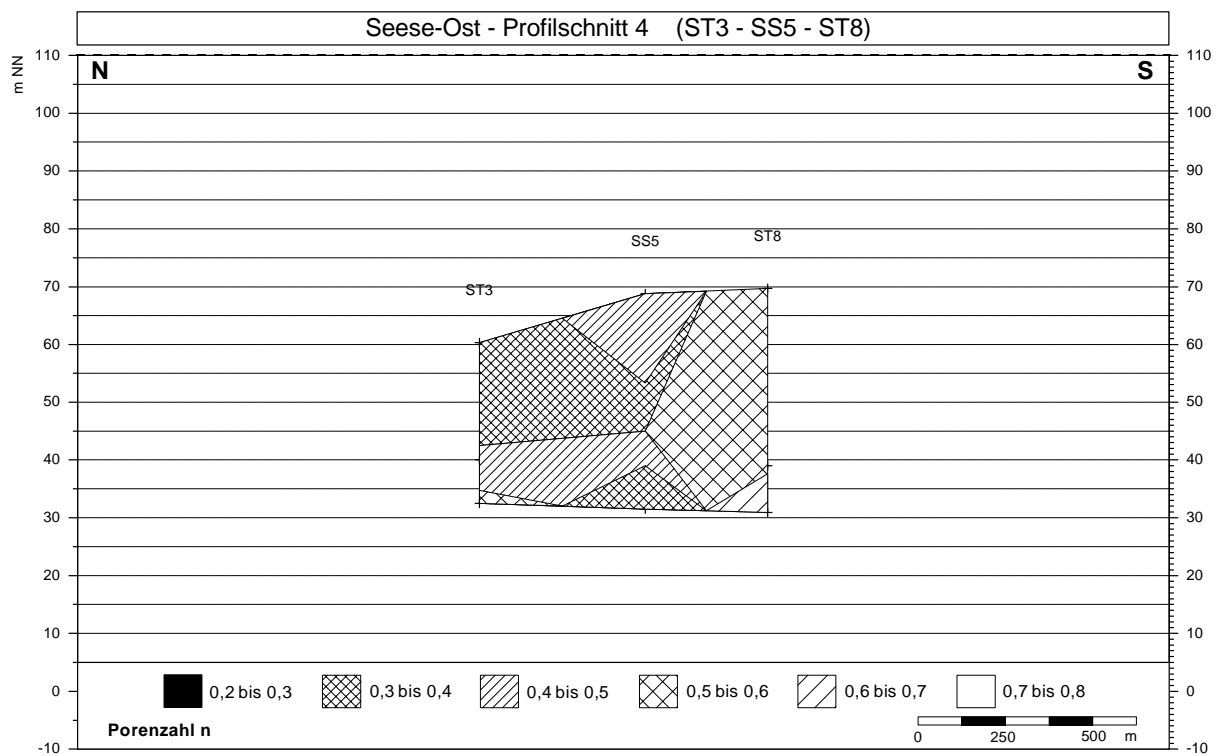 Seese-Ost - Profilschnitt 4 (ST3 - SS5 - ST8)
m NN
110
110
N
S
100
100
90
90
80
80
SS5
ST8
70
70
ST3
60
60
50
50
40
40
30
30
20
20
10
10
0
0,2 bis 0,3
0,3 bis 0,4
0,4 bis 0,5
0,5 bis 0,6
0,6 bis 0,7
0,7 bis 0,8
0
Porenzahl n
0 250 500 m
-10
-10